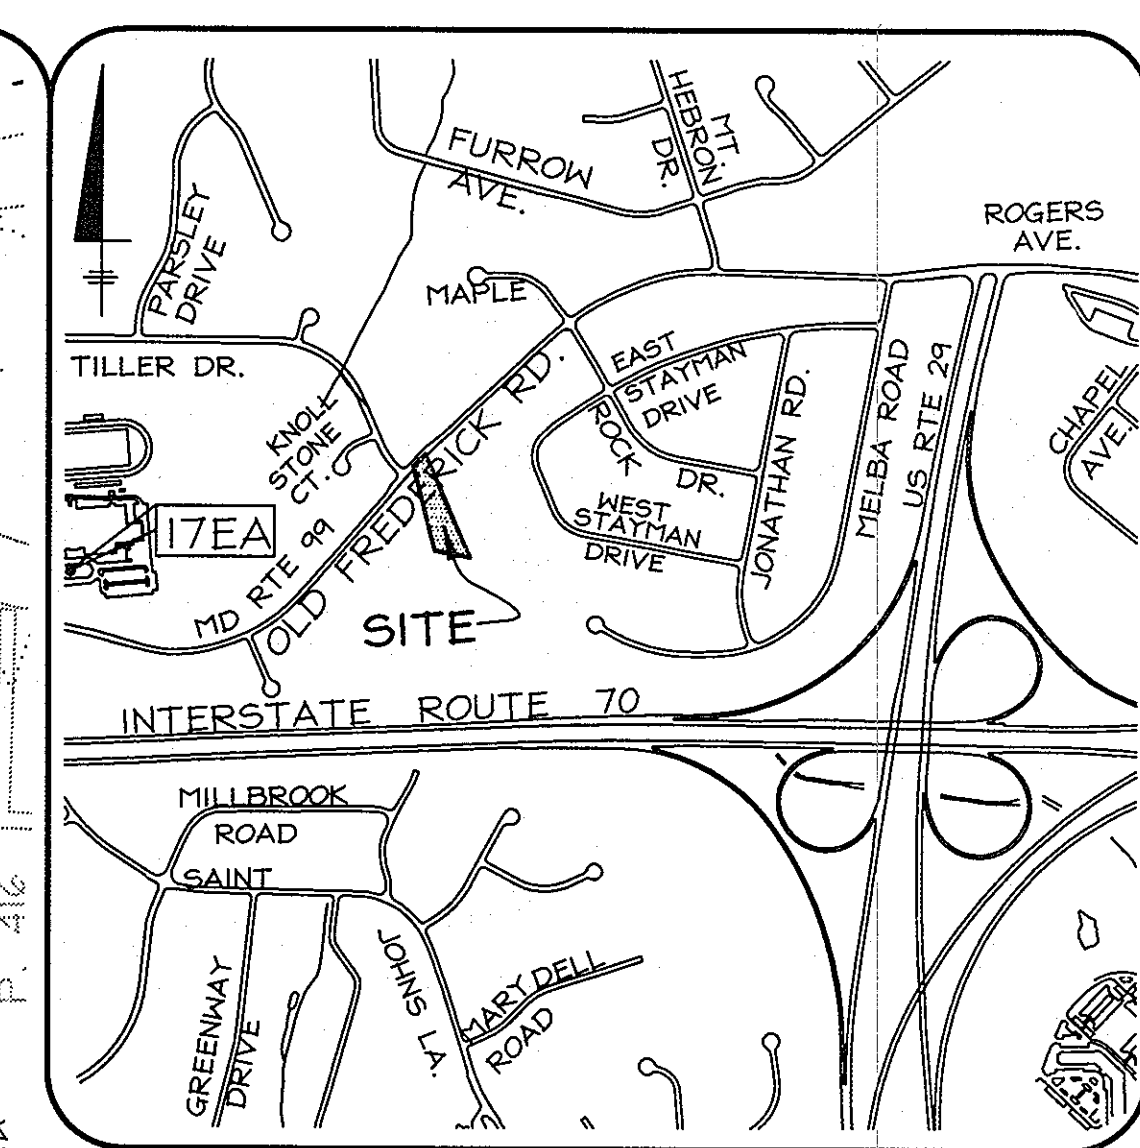 FURROW
AVE.
MT.
HEBRON
DR.
ROGERS
AVE.
PARSLEY
DRIVE
MAPLE
TILLER DR.
EAST
STAYMAN
DRIVE
KNOLL
STONE
CT.
ROCK
DR.
JONATHAN RD.
MELBA ROAD
US RTE 29
CHAPEL
AVE.
17EA
MD RTE 99
OLD FREDERICK RD.
WEST
STAYMAN
DRIVE
SITE
INTERSTATE ROUTE 70
MILLBROOK
ROAD
SAINT
JOHNS LA.
GREENWAY
DRIVE
MARY DELL
ROAD